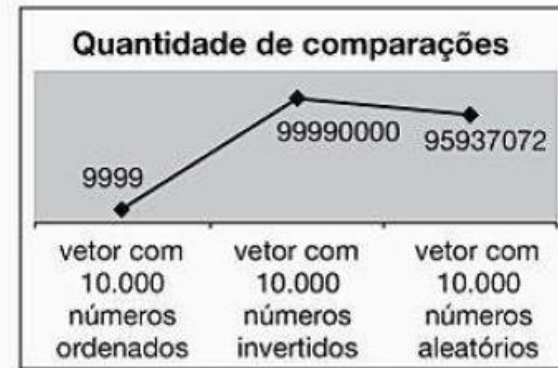 Quantidade de comparações
9999
99990000
95937072
vetor com
10.000
números
ordenados
vetor com
10.000
números
invertidos
vetor com
10.000
números
aleatórios